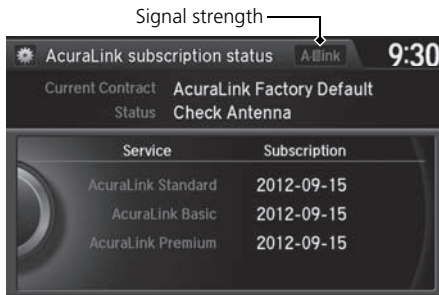 Signal strength
AcuraLink subscription status A-link 9:30
Current Contract AcuraLink Factory Default
Status Check Antenna
Service Subscription
AcuraLink Standard 2012-09-15
AcuraLink Basic 2012-09-15
AcuraLink Premium 2012-09-15